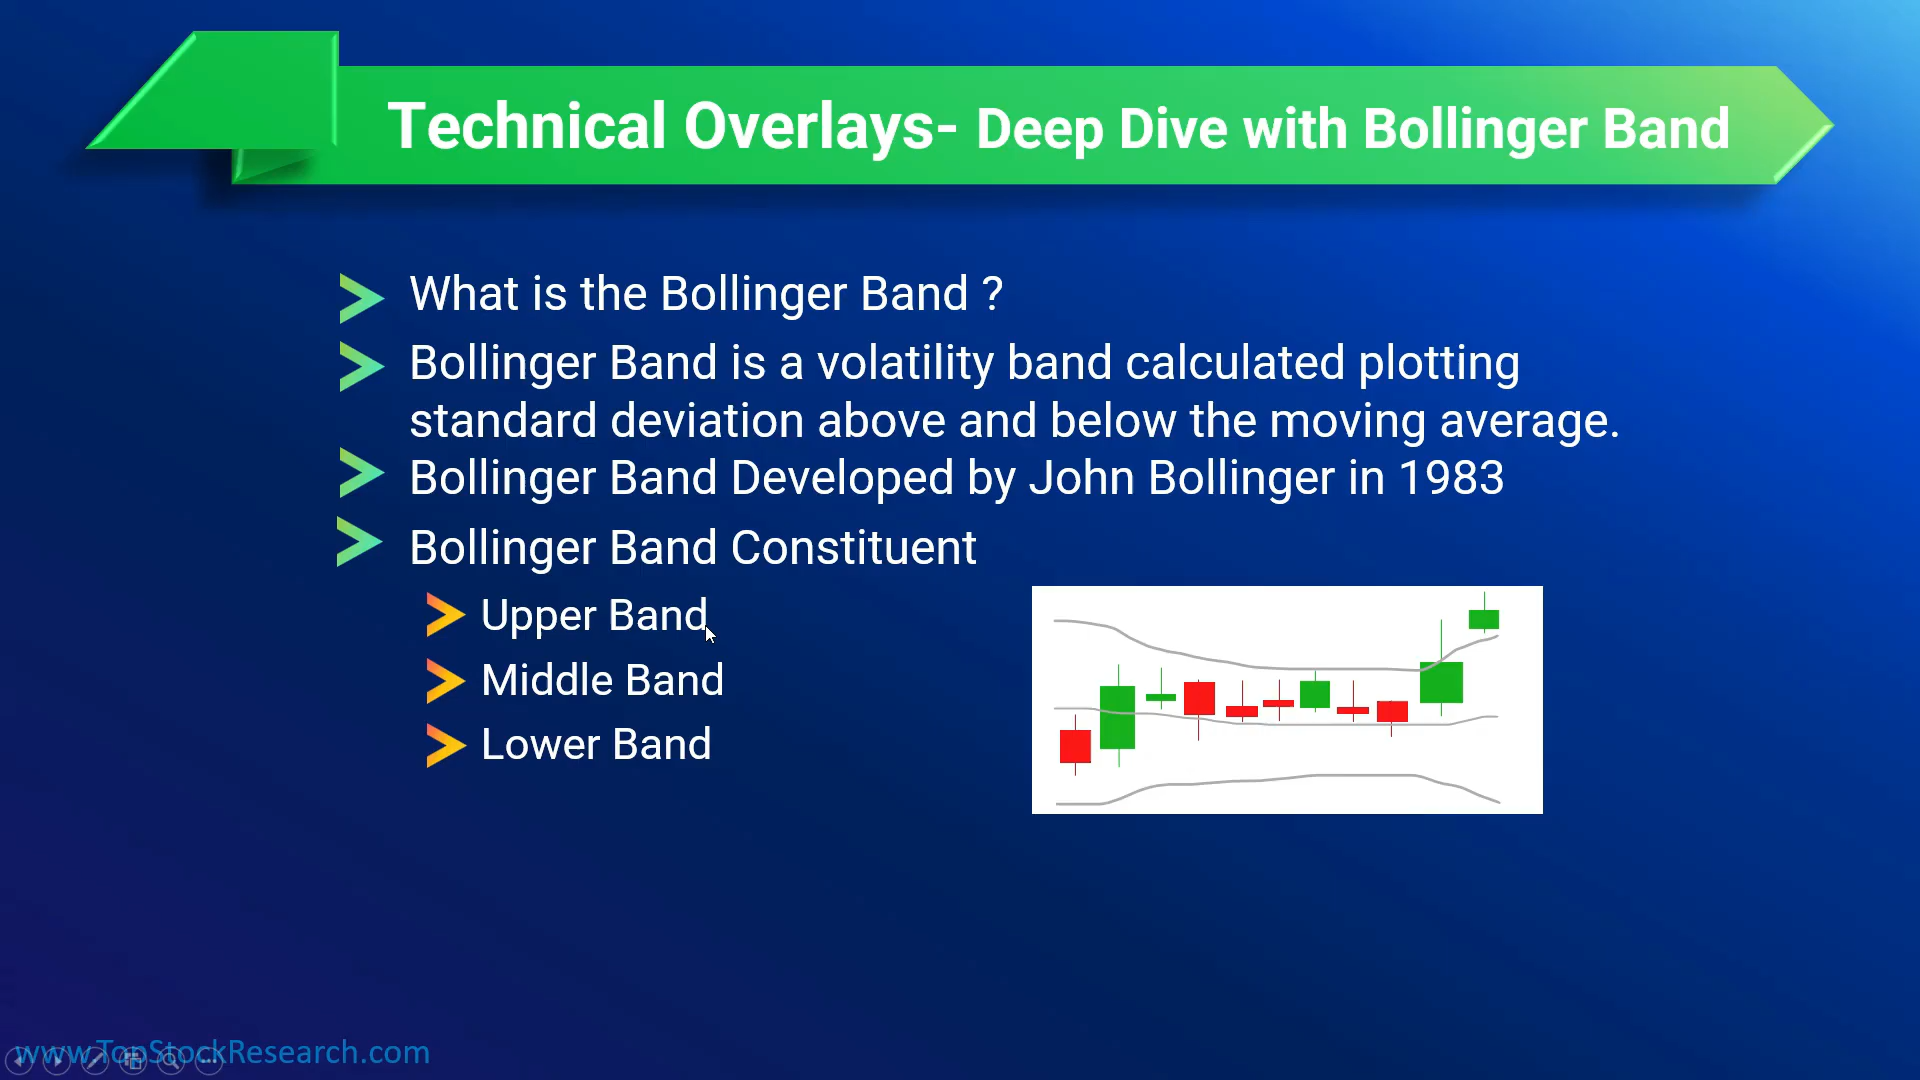 Technical Overlays- Deep Dive with Bollinger Band
What is the Bollinger Band ?
Bollinger Band is a volatility band calculated plotting
standard deviation above and below the moving average.
Bollinger Band Developed by John Bollinger in 1983
Bollinger Band Constituent
Upper Band
Middle Band
Lower Band
www.TopStockResearch.com